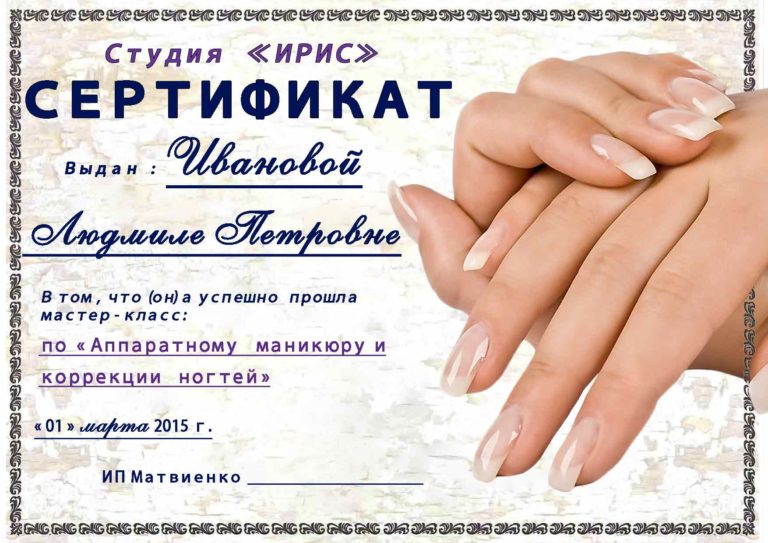 Студия «ИРИС»
СЕРТИФИКАТ
Выдан : Ивановой
Людмиле Петровне
В том, что (он)а успешно прошла
мастер-класс:
по «Аппаратному маникюру и
коррекции ногтей»
«01» марта 2015 г.
ИП Матвиенко